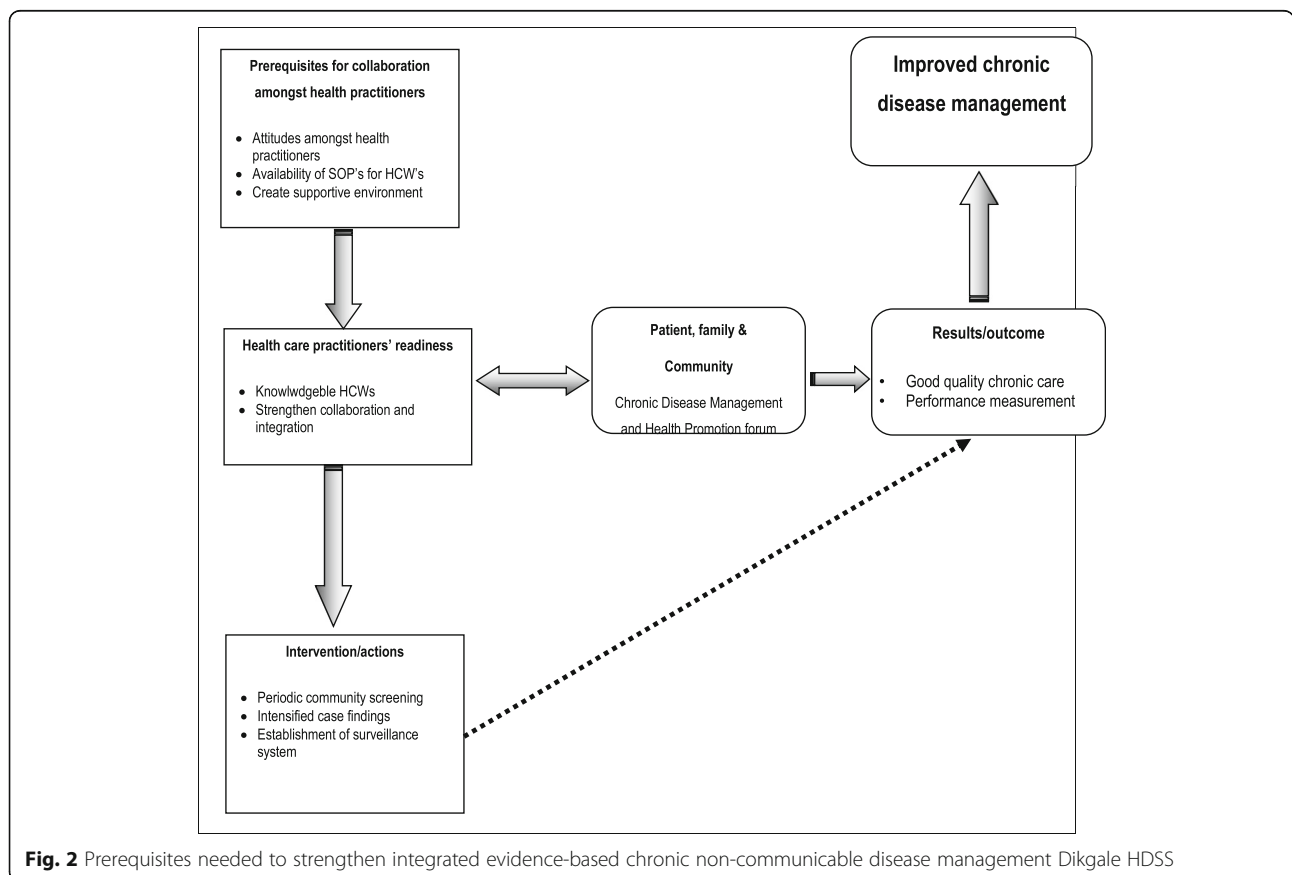 Prerequisites for collaboration
amongst health practitioners
● Attitudes amongst health
practitioners
● Availability of SOP's for HCW's
● Create supportive environment
Improved chronic
disease management
Health care practitioners' readiness
● Knowlwdgeble HCWs
● Strengthen collaboration and
integration
Patient, family &
Community
Chronic Disease Management
and Health Promotion forum
Results/outcome
• Good quality chronic care
• Performance measurement
Intervention/actions
● Periodic community screening
● Intensified case findings
● Establishment of surveillance
system
Fig. 2 Prerequisites needed to strengthen integrated evidence-based chronic non-communicable disease management Dikgale HDSS